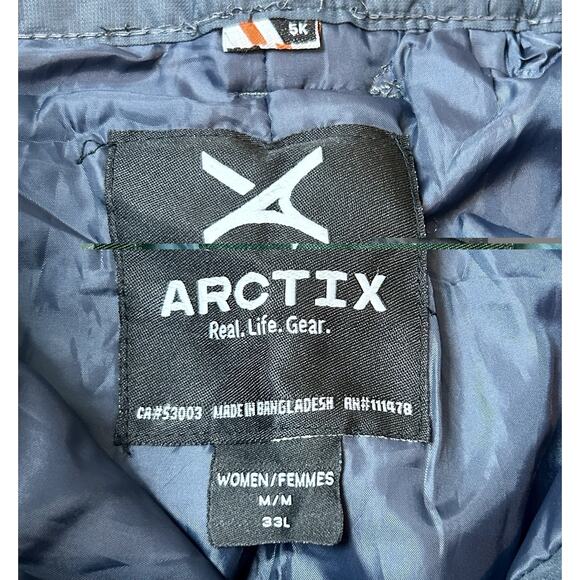 5K
ARCTIX
Real. Life. Gear.
CA#53003 MADE IN BANGLADESH RN#111478
WOMEN/FEMMES
M/M
33L